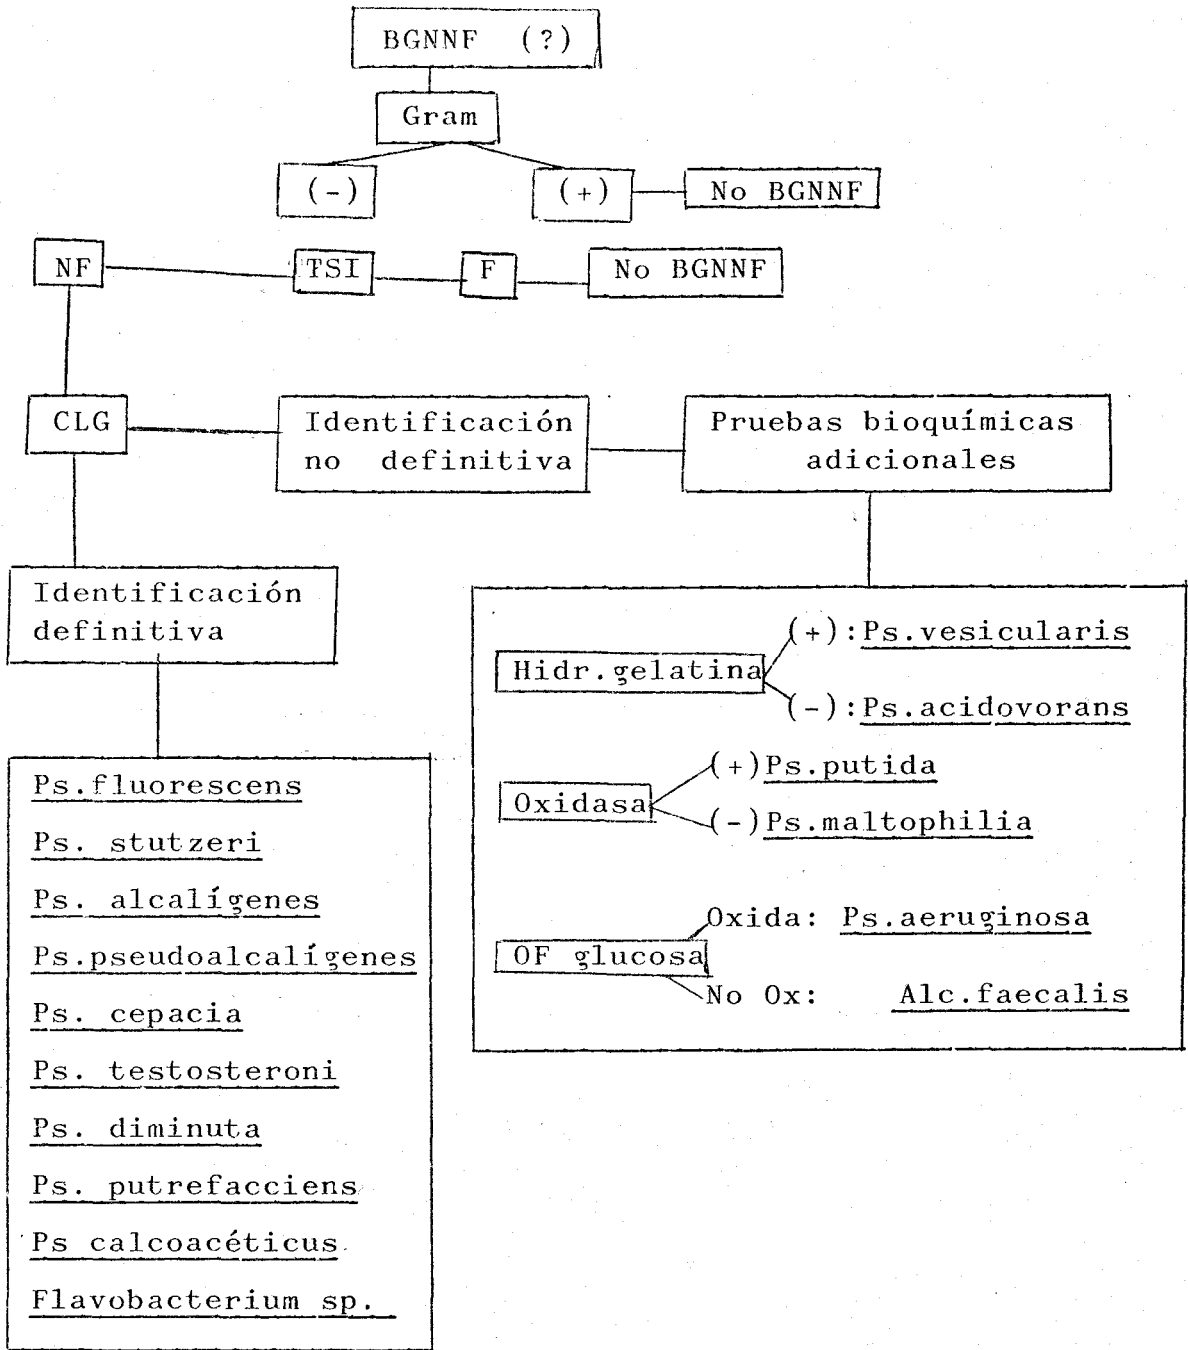 BGNNF (?)
Gram
(-)
(+)
No BGNNF
NF
TSI
F
No BGNNF
CLG
Identificación
no definitiva
Pruebas bioquímicas
adicionales
Identificación
definitiva
Ps.fluorescens
Ps. stutzeri
Ps. alcalígenes
Ps.pseudoalcalígenes
Ps. cepacia
Ps. testosteroni
Ps. diminuta
Ps. putrefacciens
Ps calcoacéticus
Flavobacterium sp.
Hidr.gelatina
(+):Ps.vesicularis
(-):Ps.acidovorans
Oxidasa
(+)Ps.putida
(-)Ps.maltophilia
OF glucosa
Oxida: Ps.aeruginosa
No Ox: Alc.faecalis